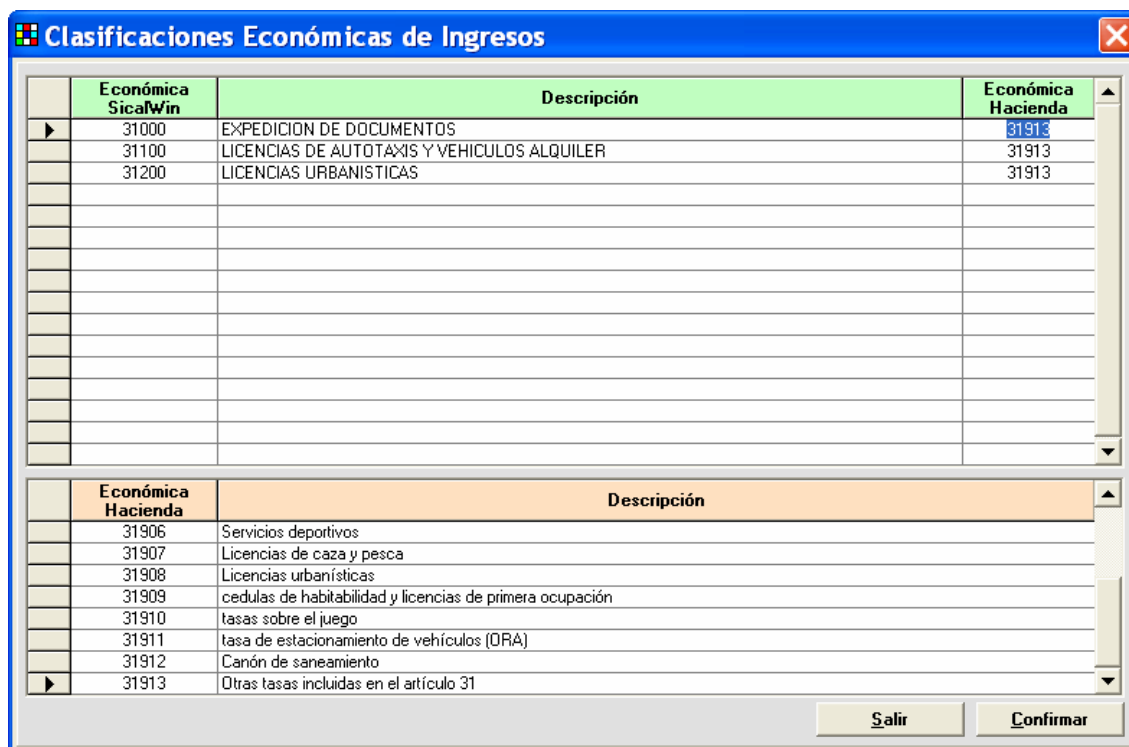 Clasificaciones Económicas de Ingresos
Económica SicalWin Descripción Económica Hacienda
31000 EXPEDICION DE DOCUMENTOS 31913
31100 LICENCIAS DE AUTOTAXIS Y VEHICULOS ALQUILER 31913
31200 LICENCIAS URBANISTICAS 31913
Económica Hacienda Descripción
31906 Servicios deportivos
31907 Licencias de caza y pesca
31908 Licencias urbanísticas
31909 cedulas de habitabilidad y licencias de primera ocupación
31910 tasas sobre el juego
31911 tasa de estacionamiento de vehículos (ORA)
31912 Canón de saneamiento
31913 Otras tasas incluidas en el artículo 31
Salir Confirmar